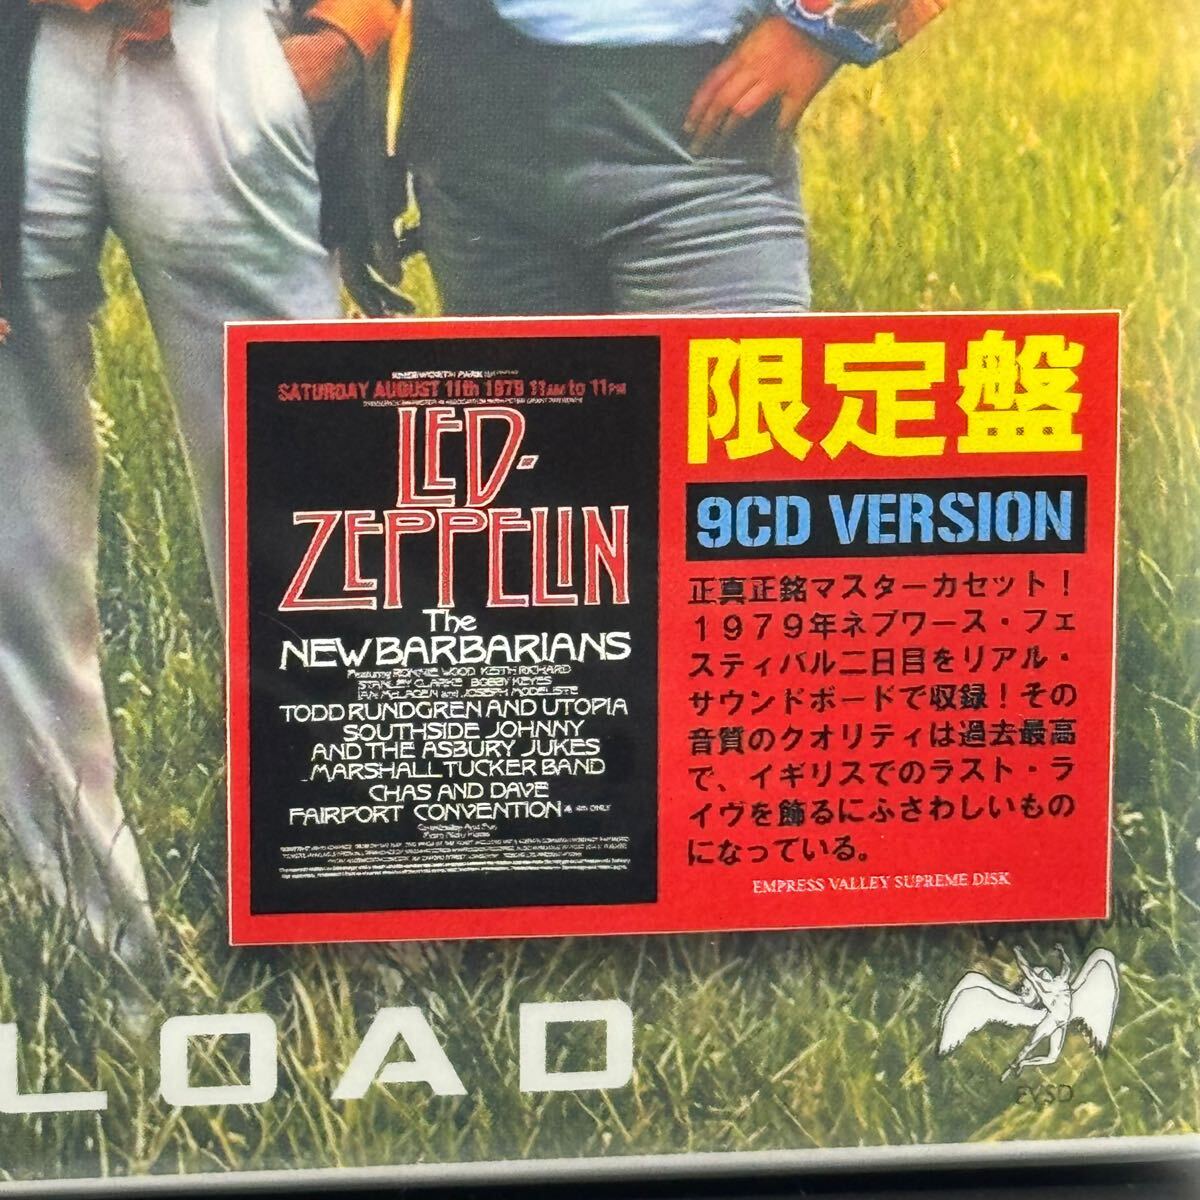 KNEBWORTH PARK
SATURDAY AUGUST 11th 1979 11AM to 11PM
LED-
ZEPPELIN
The
NEW BARBARIANS
Featuring RONNIE WOOD KEITH RICHARD
STANLEY CLARKE BOBBY KEYES
IAN McLAGEN and JOSEPH MODELISTE
TODD RUNDGREN AND UTOPIA
SOUTHSIDE JOHNNY
AND THE ASBURY JUKES
MARSHALL TUCKER BAND
CHAS AND DAVE
FAIRPORT CONVENTION
限定盤
9CD VERSION
正真正銘マスターカセット！
１９７９年ネブワース・フェ
スティバル二日目をリアル・
サウンドボードで収録！その
音質のクオリティは過去最高
で、イギリスでのラスト・ラ
イヴを飾るにふさわしいもの
になっている。
EMPRESS VALLEY SUPREME DISK
LOAD
EVSD